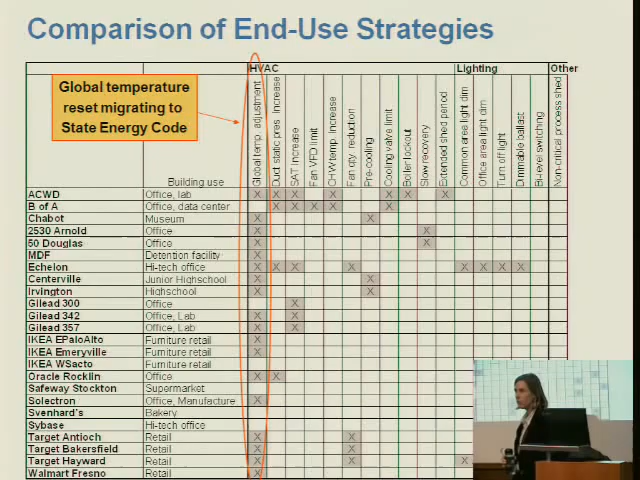 Comparison of End-Use Strategies
Global temperature
reset migrating to
State Energy Code
HVAC Lighting Other
Building use Global temp. adjustment Duct static pres. Increase SAT Increase Fan VFD limit CHW temp. Increase Fan qty. reduction Pre-cooling Cooling valve limit Boiler lockout Slow recovery Extended shed period Common area light dim Office area light dim Turn off light Dimmable ballast Bi-level switching Non-critical process shed
ACWD Office, lab X X X X X X X
B of A Office, data center X X X X X
Chabot Museum X X
2530 Arnold Office X X
50 Douglas Office X X
MDF Detention facility X
Echelon Hi-tech office X X X X X X X X
Centerville Junior Highschool X X
Irvington Highschool X X
Gilead 300 Office X
Gilead 342 Office, Lab X X
Gilead 357 Office, Lab X X
IKEA EPaloAlto Furniture retail X
IKEA Emeryville Furniture retail X
IKEA WSacto Furniture retail
Oracle Rocklin Office X X
Safeway Stockton Supermarket
Solectron Office, Manufacture X
Svenhard's Bakery
Sybase Hi-tech office
Target Antioch Retail X X
Target Bakersfield Retail X X
Target Hayward Retail X X X
Walmart Fresno Retail X